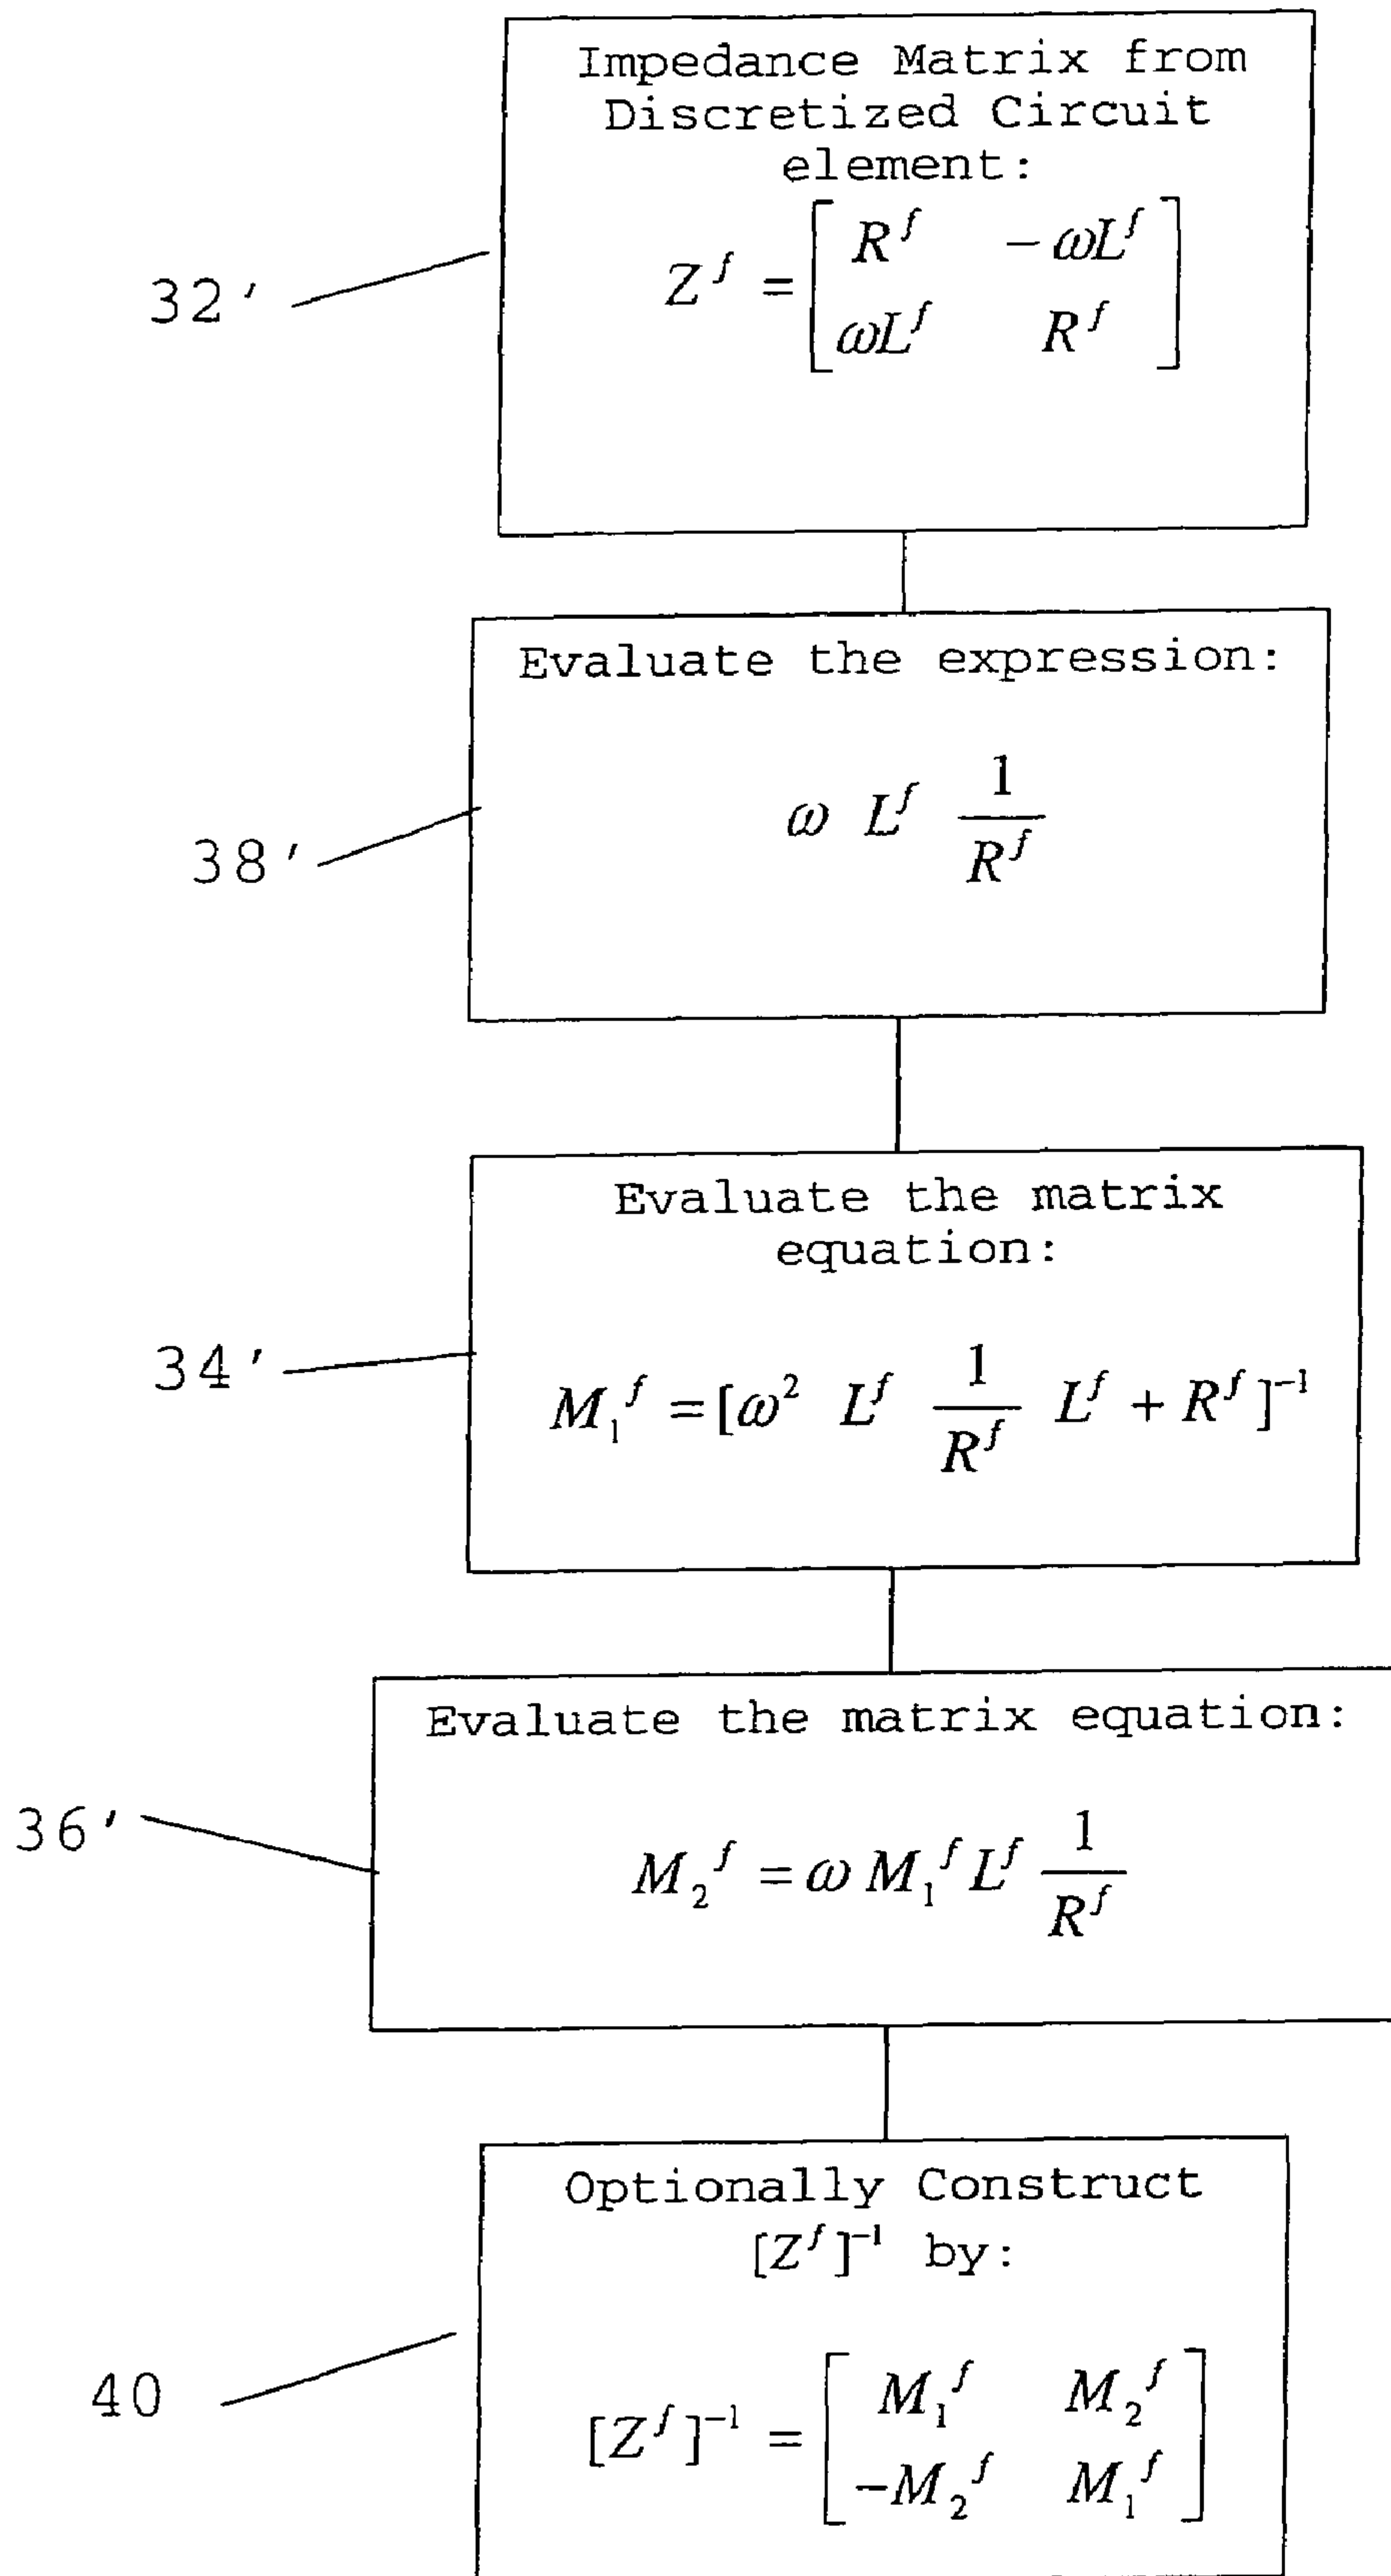 Impedance Matrix from
Discretized Circuit
element:
Z^f = [ R^f  -ωL^f
ωL^f  R^f ]
32'
Evaluate the expression:
ω L^f 1/R^f
38'
Evaluate the matrix
equation:
M_1^f = [ω^2 L^f 1/R^f L^f + R^f]^-1
34'
Evaluate the matrix equation:
M_2^f = ω M_1^f L^f 1/R^f
36'
Optionally Construct
[Z^f]^-1 by:
[Z^f]^-1 = [ M_1^f  M_2^f
-M_2^f  M_1^f ]
40